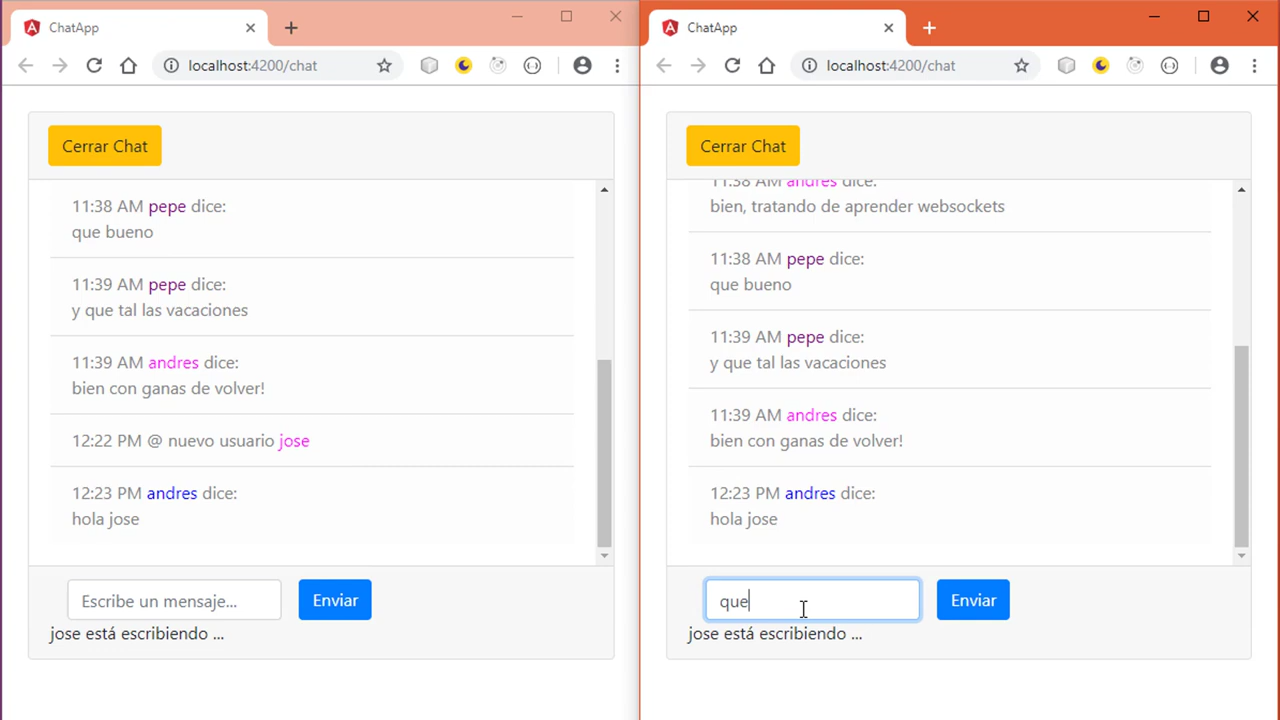 ChatApp
localhost:4200/chat
Cerrar Chat
11:38 AM pepe dice:
que bueno
11:39 AM pepe dice:
y que tal las vacaciones
11:39 AM andres dice:
bien con ganas de volver!
12:22 PM @ nuevo usuario jose
12:23 PM andres dice:
hola jose
Escribe un mensaje...
Enviar
jose está escribiendo ...
ChatApp
localhost:4200/chat
Cerrar Chat
11:38 AM andres dice:
bien, tratando de aprender websockets
11:38 AM pepe dice:
que bueno
11:39 AM pepe dice:
y que tal las vacaciones
11:39 AM andres dice:
bien con ganas de volver!
12:23 PM andres dice:
hola jose
que
Enviar
jose está escribiendo ...